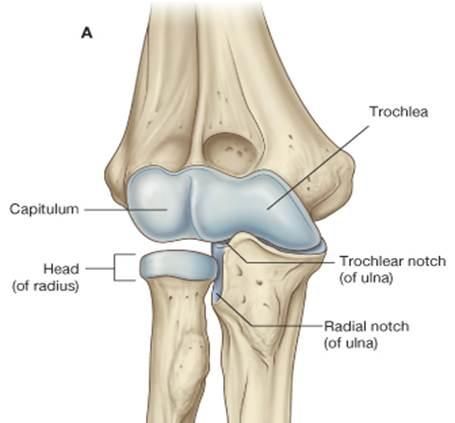 A
Trochlea
Capitulum
Head
(of radius)
Trochlear notch
(of ulna)
Radial notch
(of ulna)